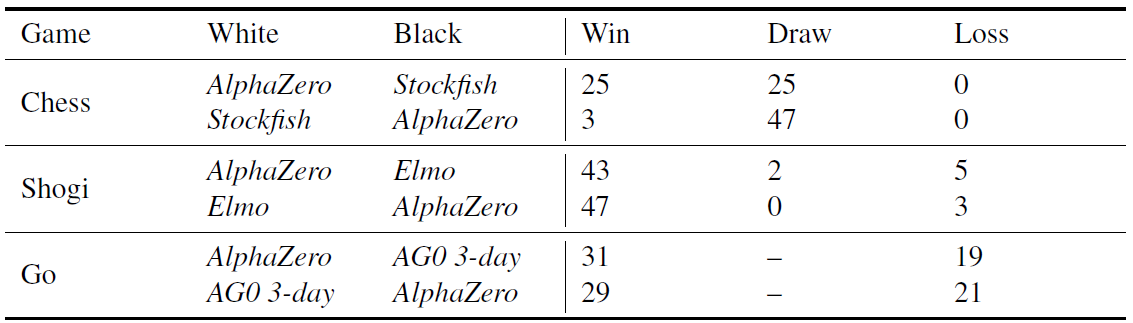 Game White Black Win Draw Loss
Chess AlphaZero Stockfish 25 25 0
Stockfish AlphaZero 3 47 0
Shogi AlphaZero Elmo 43 2 5
Elmo AlphaZero 47 0 3
Go AlphaZero AG0 3-day 31 – 19
AG0 3-day AlphaZero 29 – 21